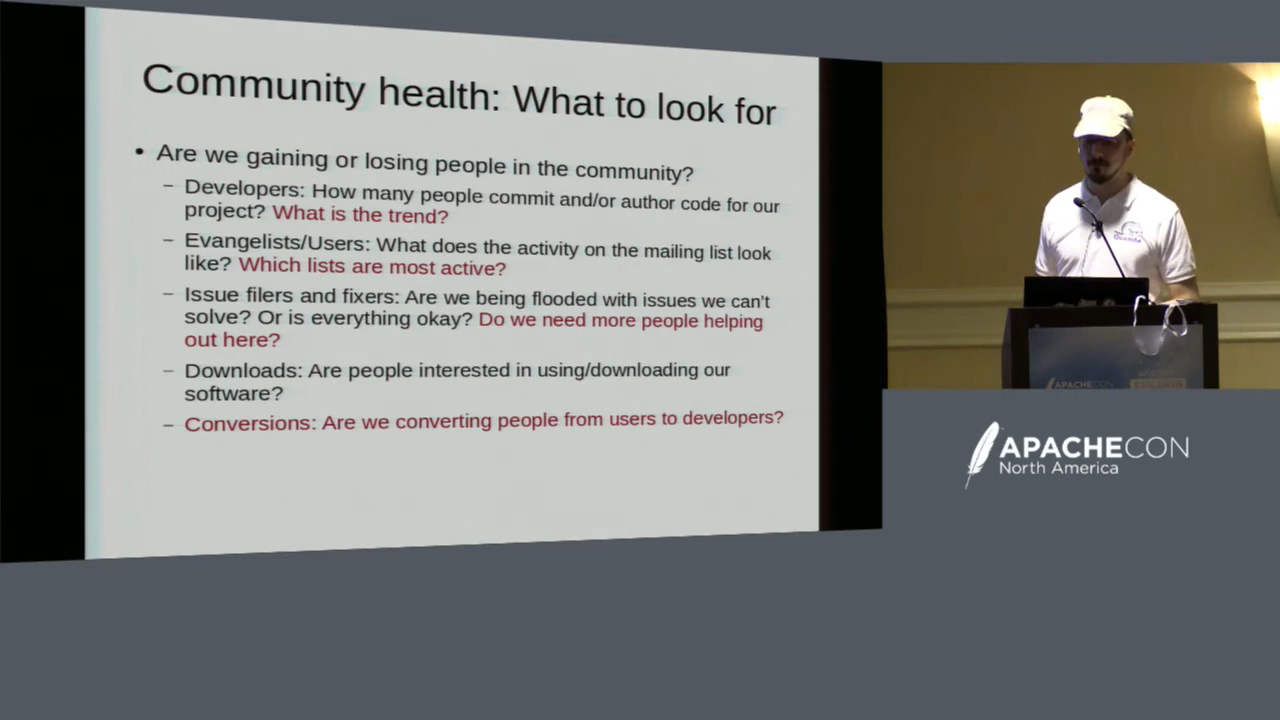 Community health: What to look for
• Are we gaining or losing people in the community?
– Developers: How many people commit and/or author code for our
project? What is the trend?
– Evangelists/Users: What does the activity on the mailing list look
like? Which lists are most active?
– Issue filers and fixers: Are we being flooded with issues we can't
solve? Or is everything okay? Do we need more people helping
out here?
– Downloads: Are people interested in using/downloading our
software?
– Conversions: Are we converting people from users to developers?
APACHECON
APACHECON
North America